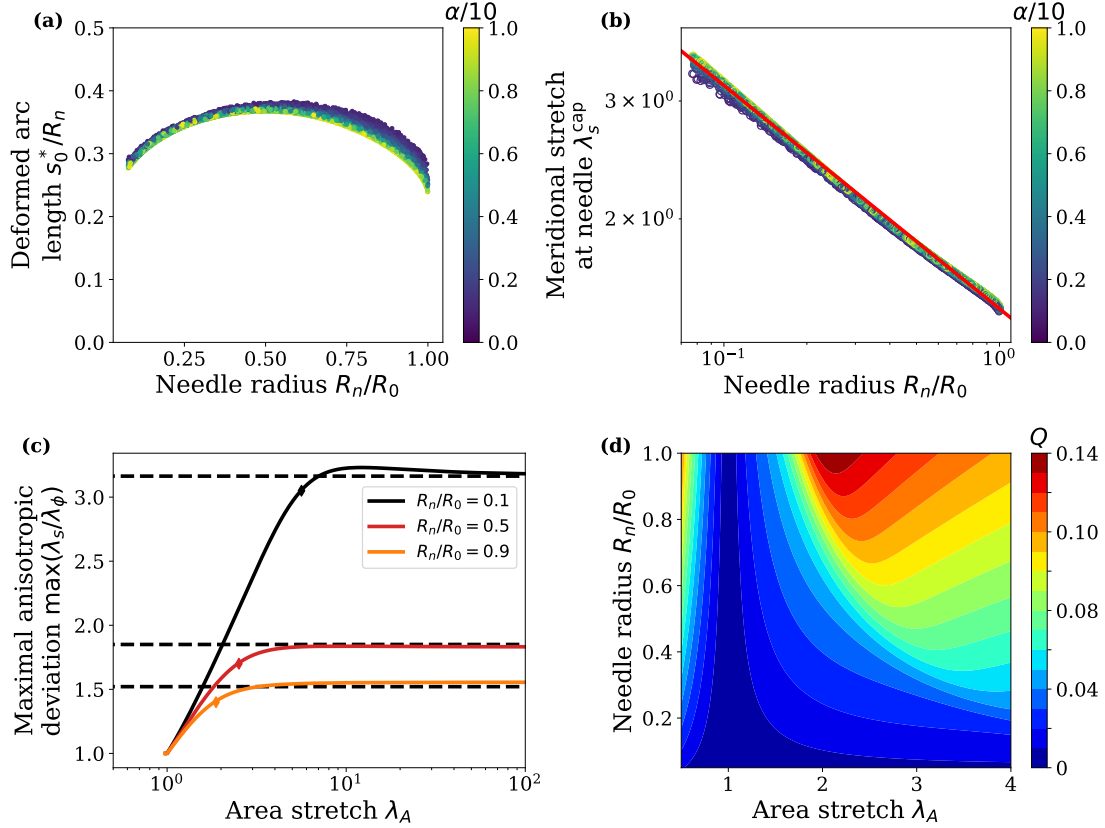 (a)
α/10
Deformed arc
length s₀*/Rₙ
0.5
0.4
0.3
0.2
0.1
0.0
0.25
0.50
0.75
1.00
Needle radius Rₙ/R₀
1.0
0.8
0.6
0.4
0.2
0.0
(b)
α/10
Meridional stretch
at needle λₛᶜᵃᵖ
3 × 10⁰
2 × 10⁰
10⁻¹
10⁰
Needle radius Rₙ/R₀
1.0
0.8
0.6
0.4
0.2
0.0
(c)
Maximal anisotropic
deviation max(λₛ/λ_ϕ)
3.0
2.5
2.0
1.5
1.0
Rₙ/R₀ = 0.1
Rₙ/R₀ = 0.5
Rₙ/R₀ = 0.9
10⁰
10¹
10²
Area stretch λ_A
(d)
Q
Needle radius Rₙ/R₀
1.0
0.8
0.6
0.4
0.2
1
2
3
4
Area stretch λ_A
0.14
0.12
0.08
0.04
0.00